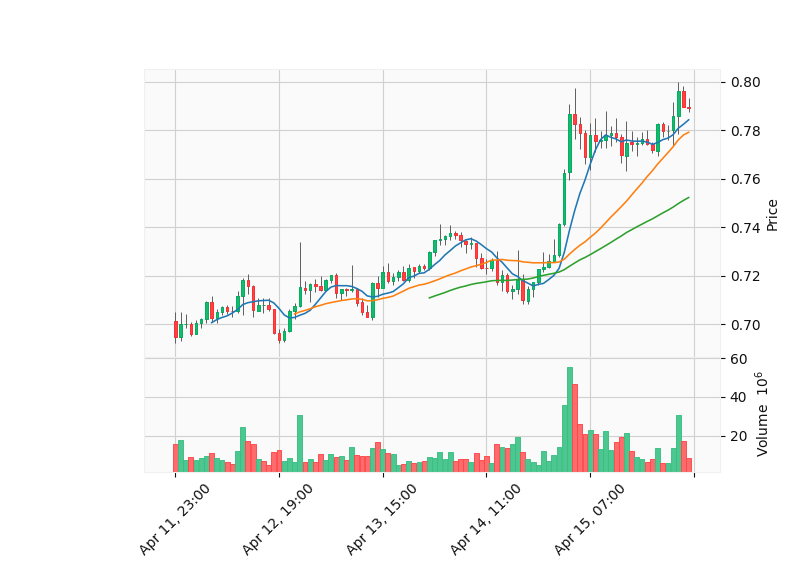 0.80
0.78
0.76
0.74
0.72
0.70
Price
60
40
20
Volume 10^6
Apr 11, 23:00
Apr 12, 19:00
Apr 13, 15:00
Apr 14, 11:00
Apr 15, 07:00